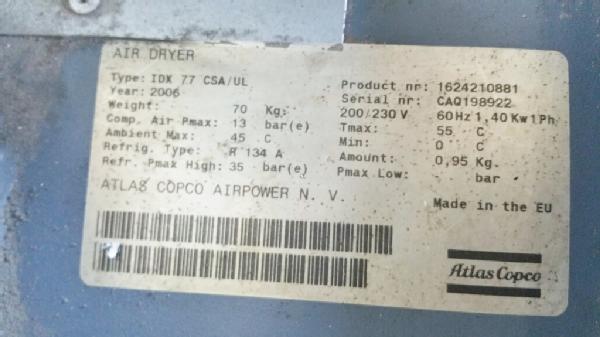 AIR DRYER
Type: IDX 77 CSA/UL
Product nr: 1624210881
Year: 2006
Serial nr: CAQ198922
Weight: 70 Kg.
200/230 V 60Hz 1,40 Kw 1Ph
Comp. Air Pmax: 13 bar(e)
Tmax: 55 C
Ambient Max: 45 C
Min: 0 C
Refrig. Type: R 134 A
Amount: 0,95 Kg.
Refr. Pmax High: 35 bar(e)
Pmax Low: - bar
ATLAS COPCO AIRPOWER N. V.
Made in the EU
Atlas Copco